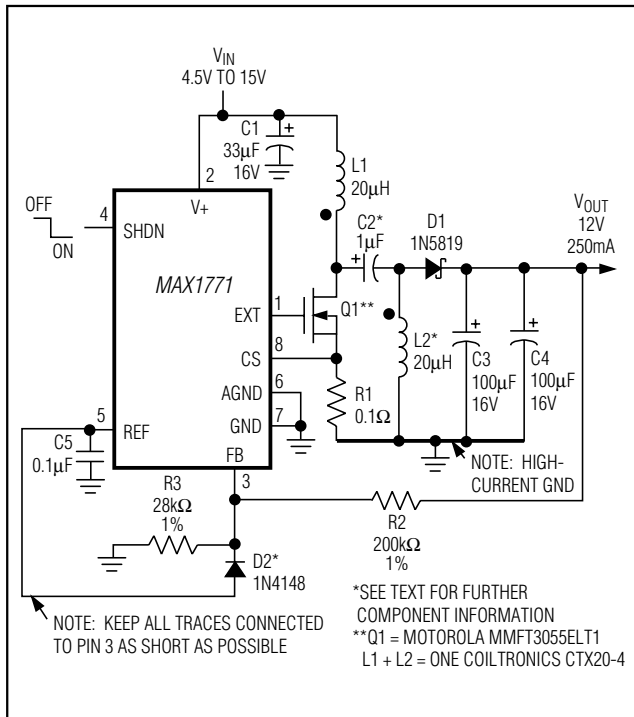 VIN
4.5V TO 15V
C1
33µF
16V
2
L1
20µH
OFF
ON
4
V+
SHDN
MAX1771
C2*
1µF
D1
1N5819
VOUT
12V
250mA
EXT
1
Q1**
L2*
20µH
CS
8
C3
100µF
16V
C4
100µF
16V
AGND
6
R1
0.1Ω
GND
7
5
REF
C5
0.1µF
FB
3
NOTE: HIGH-
CURRENT GND
R3
28kΩ
1%
R2
200kΩ
1%
D2*
1N4148
NOTE: KEEP ALL TRACES CONNECTED
TO PIN 3 AS SHORT AS POSSIBLE
*SEE TEXT FOR FURTHER
COMPONENT INFORMATION
**Q1 = MOTOROLA MMFT3055ELT1
L1 + L2 = ONE COILTRONICS CTX20-4